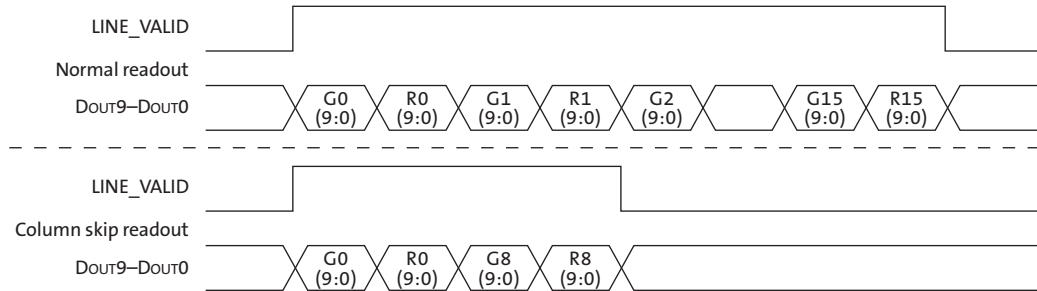 LINE_VALID
Normal readout
DOUT9–DOUT0
G0 (9:0) R0 (9:0) G1 (9:0) R1 (9:0) G2 (9:0) G15 (9:0) R15 (9:0)
LINE_VALID
Column skip readout
DOUT9–DOUT0
G0 (9:0) R0 (9:0) G8 (9:0) R8 (9:0)